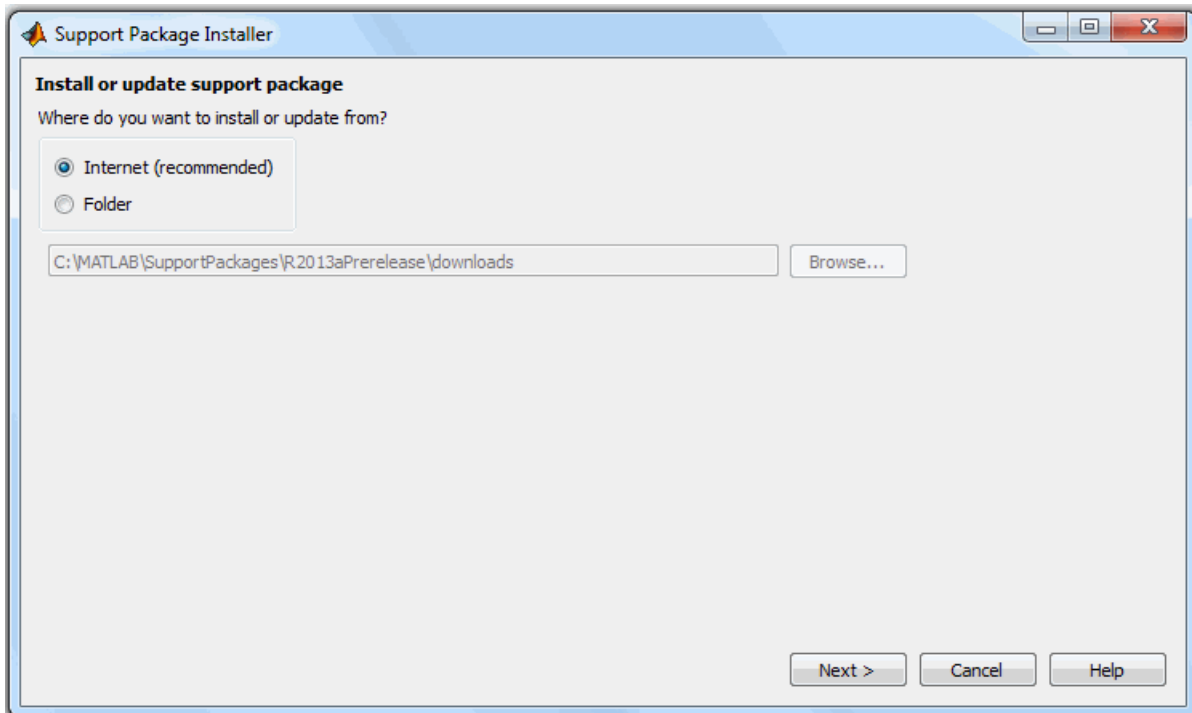 Support Package Installer
Install or update support package
Where do you want to install or update from?
Internet (recommended)
Folder
C:\MATLAB\SupportPackages\R2013aPrerelease\downloads
Browse...
Next >
Cancel
Help